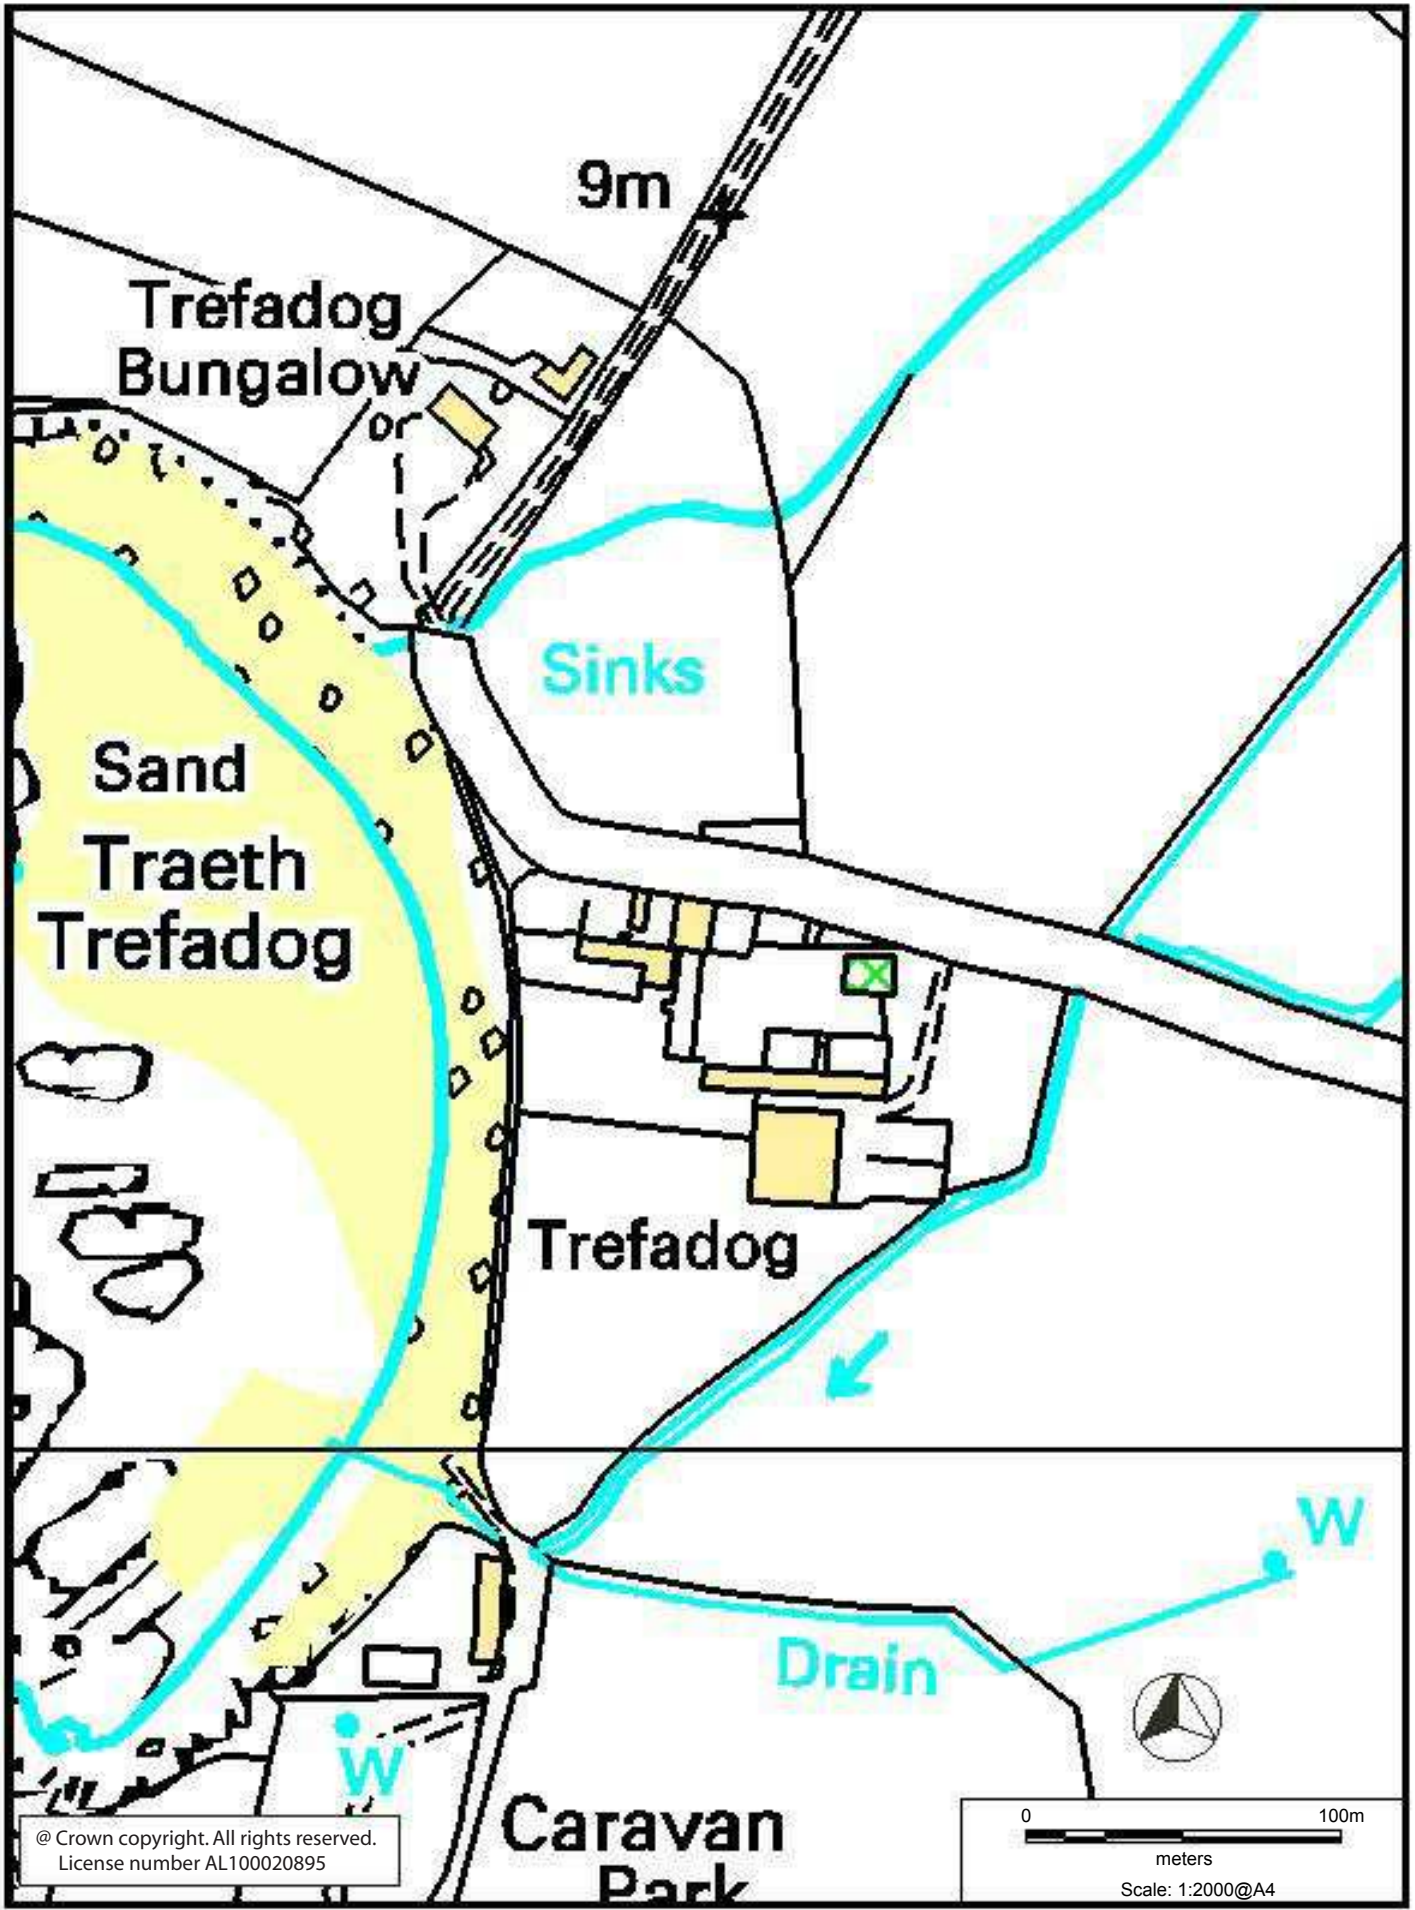 9m
Trefadog
Bungalow
Sinks
Sand
Traeth
Trefadog
Trefadog
W
Drain
W
Caravan
Park
@ Crown copyright. All rights reserved.
License number AL100020895
0 100m
meters
Scale: 1:2000@A4